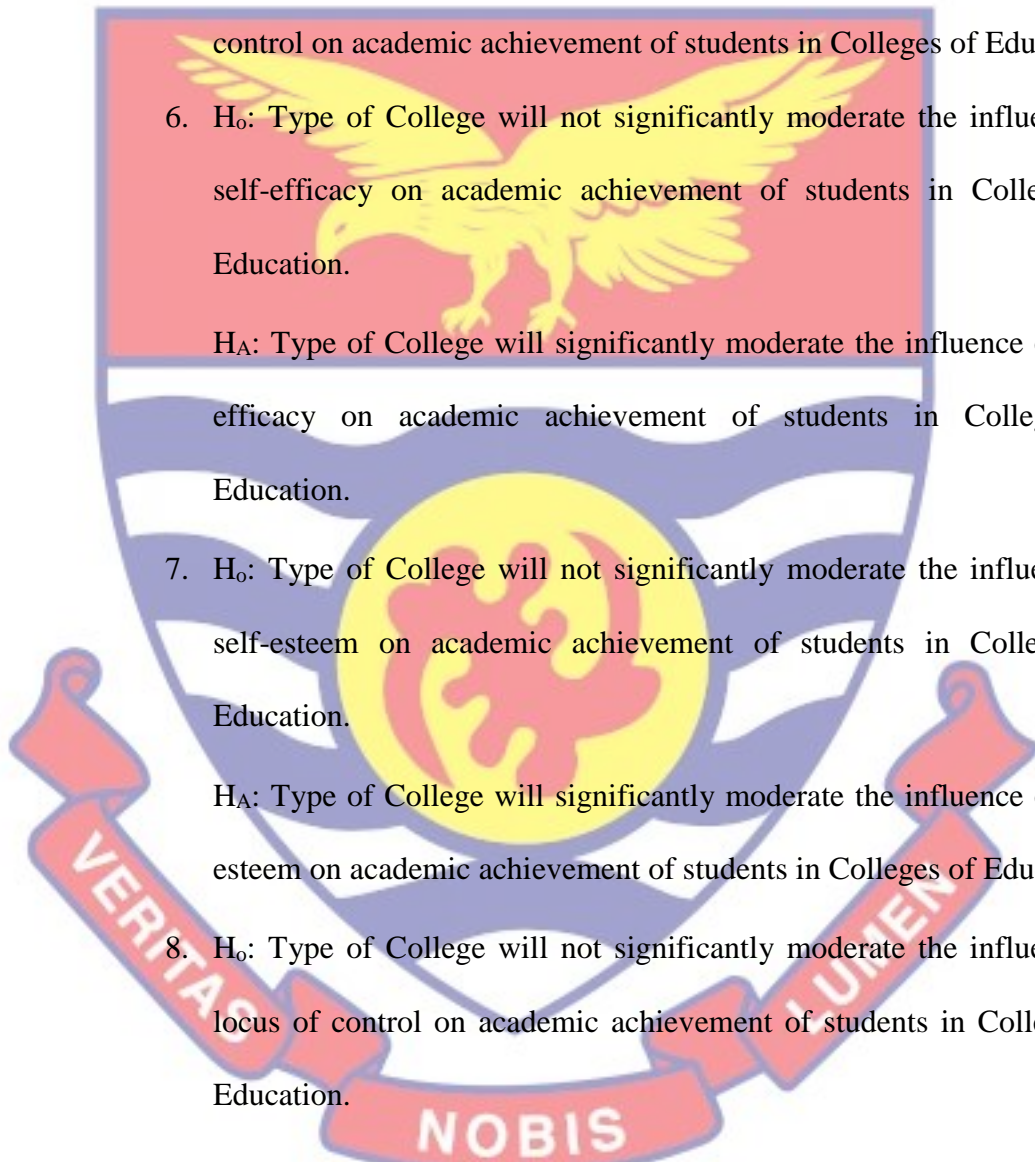 control on academic achievement of students in Colleges of Edu
6. Ho: Type of College will not significantly moderate the influe
self-efficacy on academic achievement of students in Colle
Education.
HA: Type of College will significantly moderate the influence
efficacy on academic achievement of students in Colleg
Education.
7. Ho: Type of College will not significantly moderate the influe
self-esteem on academic achievement of students in Colle
Education.
HA: Type of College will significantly moderate the influence
esteem on academic achievement of students in Colleges of Edu
8. Ho: Type of College will not significantly moderate the influe
locus of control on academic achievement of students in Colle
Education.
VERITAS
NOBIS
LUMEN